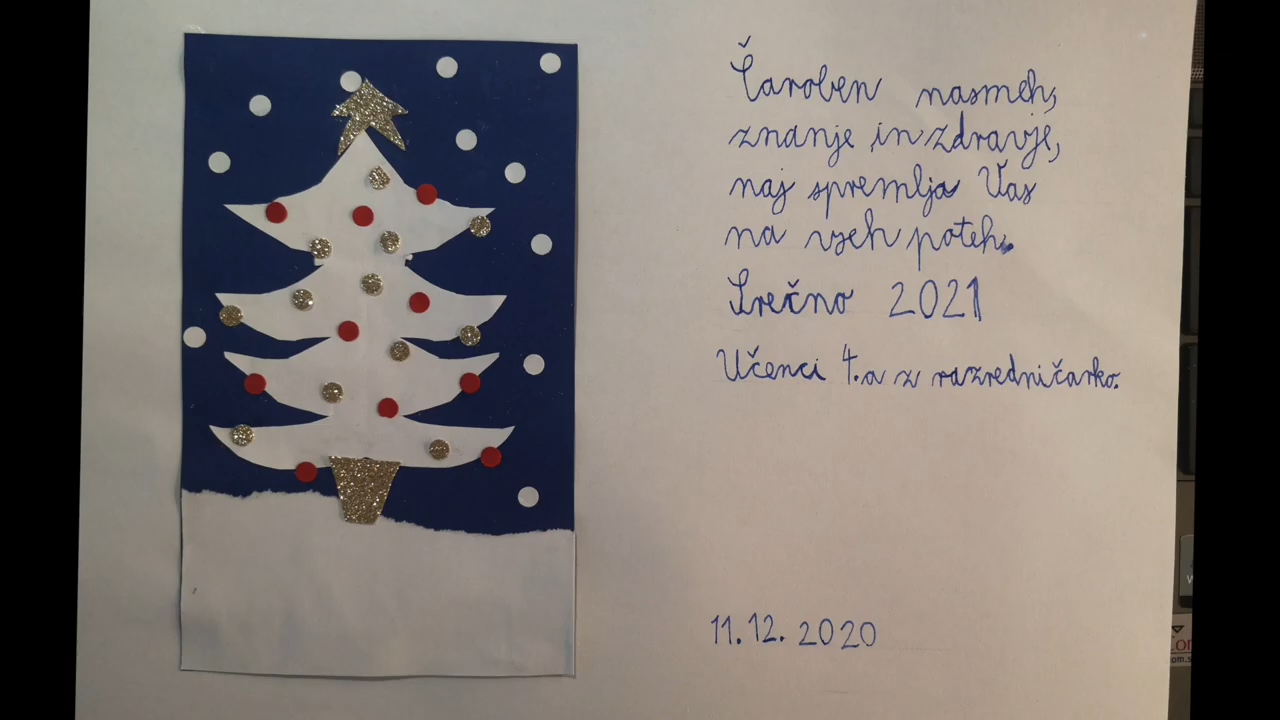 Čaroben nasmeh,
znanje in zdravje,
naj spremlja Vas
na vseh poteh.
Srečno 2021
Učenci 4.a z razredničarko.
11.12.2020